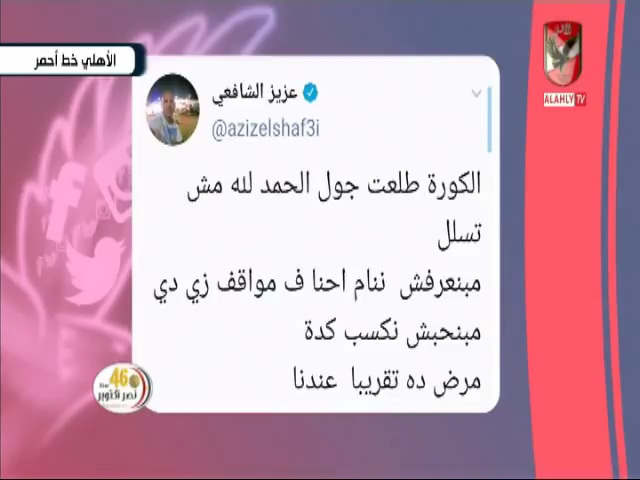 الأهلي خط أحمر
ALAHLY TV
عزيز الشافعي
@azizelshaf3i
الكورة طلعت جول الحمد لله مش
تسلل
مبنعرفش ننام احنا ف مواقف زي دي
مبنحبش نكسب كدة
مرض ده تقريبا عندنا
46
نصر أكتوبر